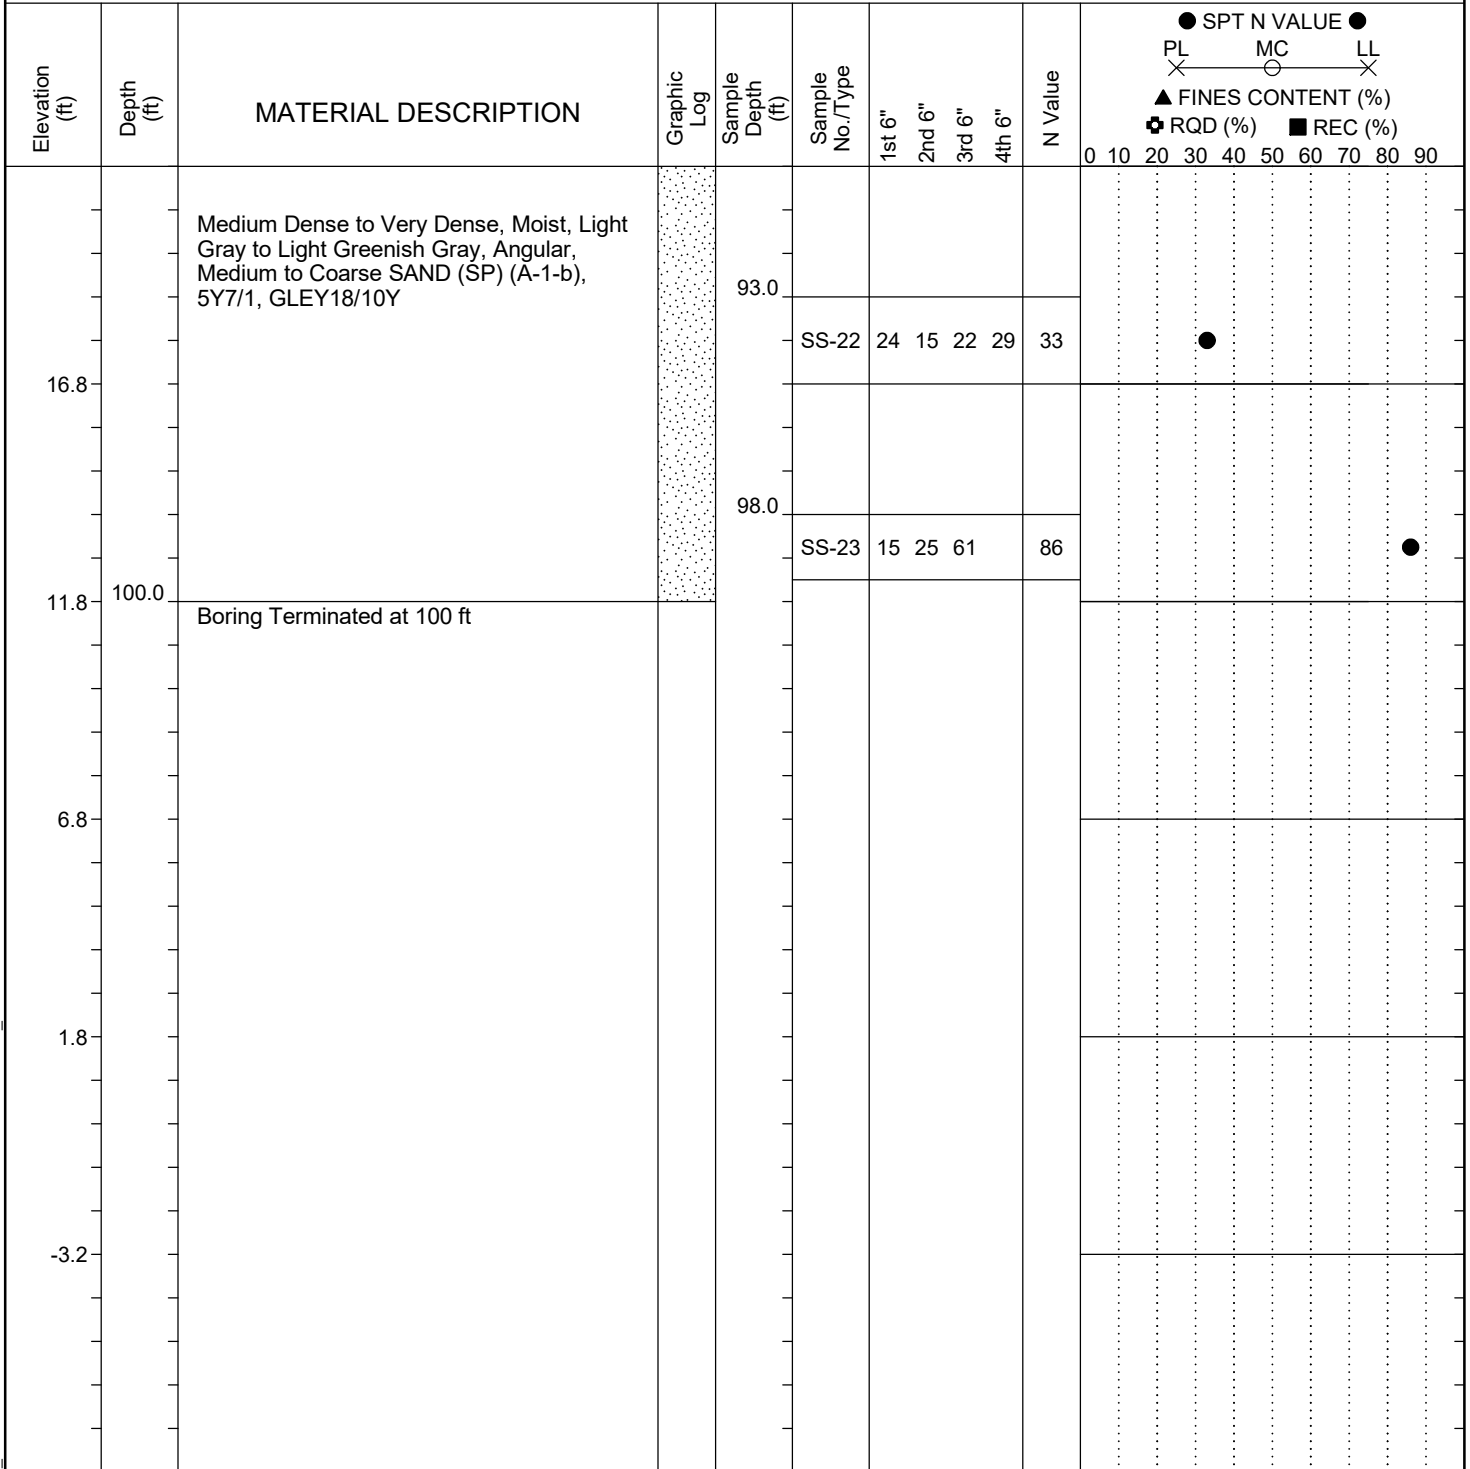 ● SPT N VALUE ●
PL MC LL
▲ FINES CONTENT (%)
RQD (%) ■ REC (%)
0 10 20 30 40 50 60 70 80 90
Elevation
(ft)
Depth
(ft)
MATERIAL DESCRIPTION
Graphic
Log
Sample
Depth
(ft)
Sample
No./Type
1st 6"
2nd 6"
3rd 6"
4th 6"
N Value
Medium Dense to Very Dense, Moist, Light
Gray to Light Greenish Gray, Angular,
Medium to Coarse SAND (SP) (A-1-b),
5Y7/1, GLEY18/10Y
93.0
SS-22 24 15 22 29 33
16.8
98.0
SS-23 15 25 61 86
100.0
11.8
Boring Terminated at 100 ft
6.8
1.8
-3.2